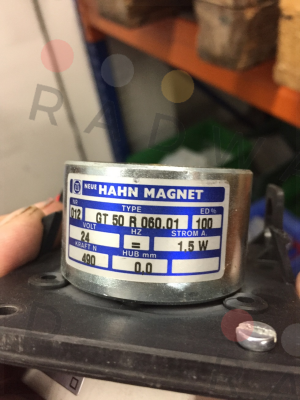 NEUE HAHN MAGNET
NR TYPE ED%
012 GT 50 R 060.01 100
VOLT HZ STROM A.
24 = 1.5 W
KRAFT N HUB mm
490 0.0
RADI